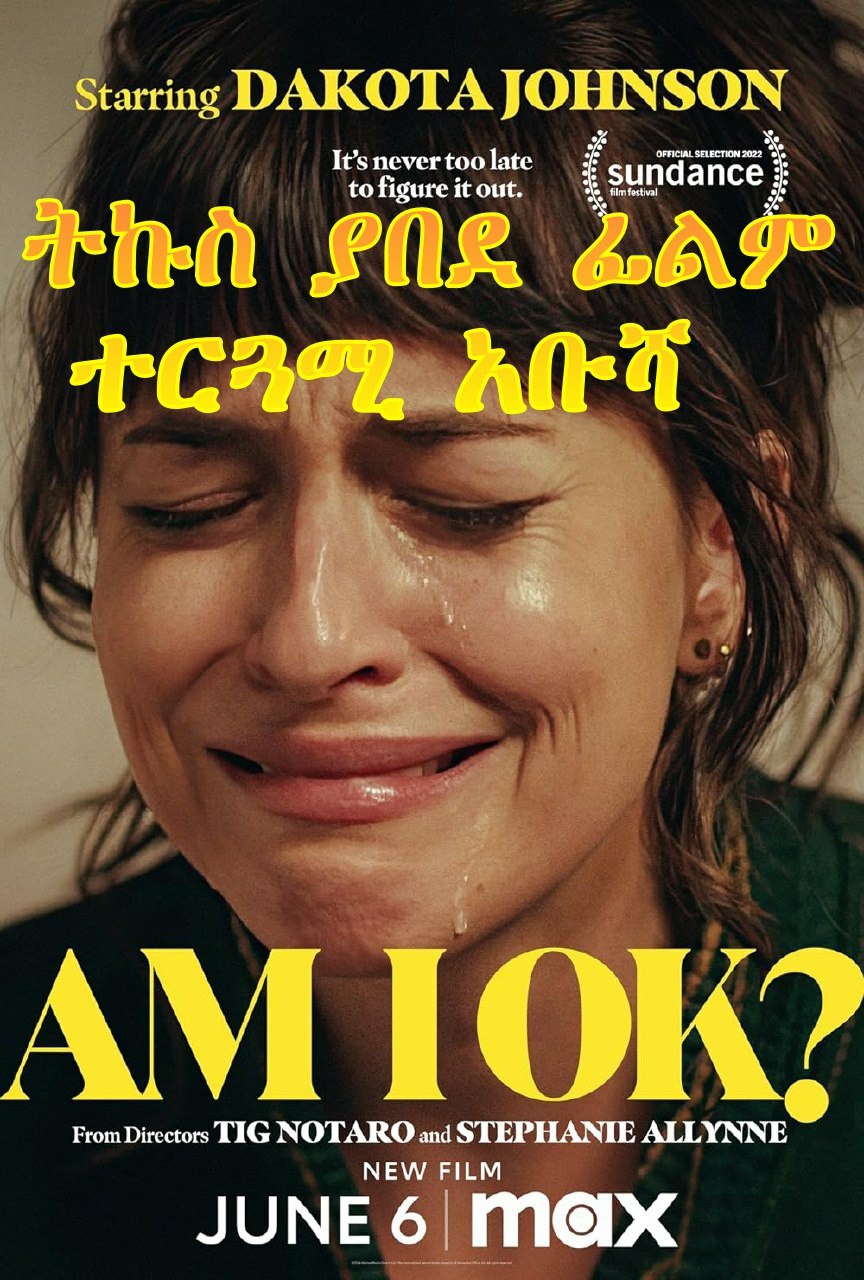 Starring DAKOTA JOHNSON
It's never too late
to figure it out.
OFFICIAL SELECTION 2022
sundance
film festival
ትኩስ ያበደ ፊልም
ተርጓሚ አቡሻ
AM I OK?
From Directors TIG NOTARO and STEPHANIE ALLYNNE
NEW FILM
JUNE 6 | max